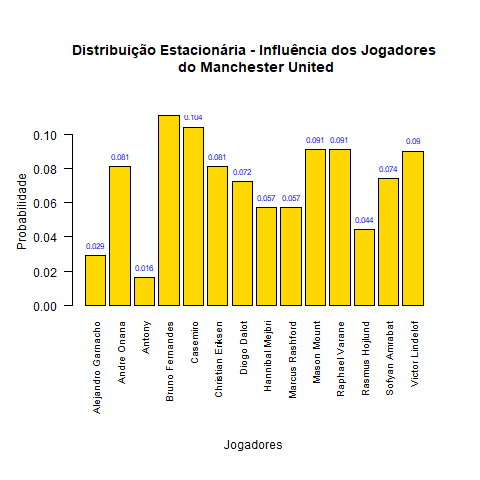 Distribuição Estacionária - Influência dos Jogadores
do Manchester United
Probabilidade
0.10
0.08
0.06
0.04
0.02
0.00
0.029
0.081
0.016
0.104
0.081
0.072
0.057
0.057
0.091
0.091
0.044
0.074
0.09
Alejandro Garnacho
Andre Onana
Antony
Bruno Fernandes
Casemiro
Christian Eriksen
Diogo Dalot
Hannibal Mejbri
Marcus Rashford
Mason Mount
Raphael Varane
Rasmus Hojlund
Sofyan Amrabat
Victor Lindelof
Jogadores